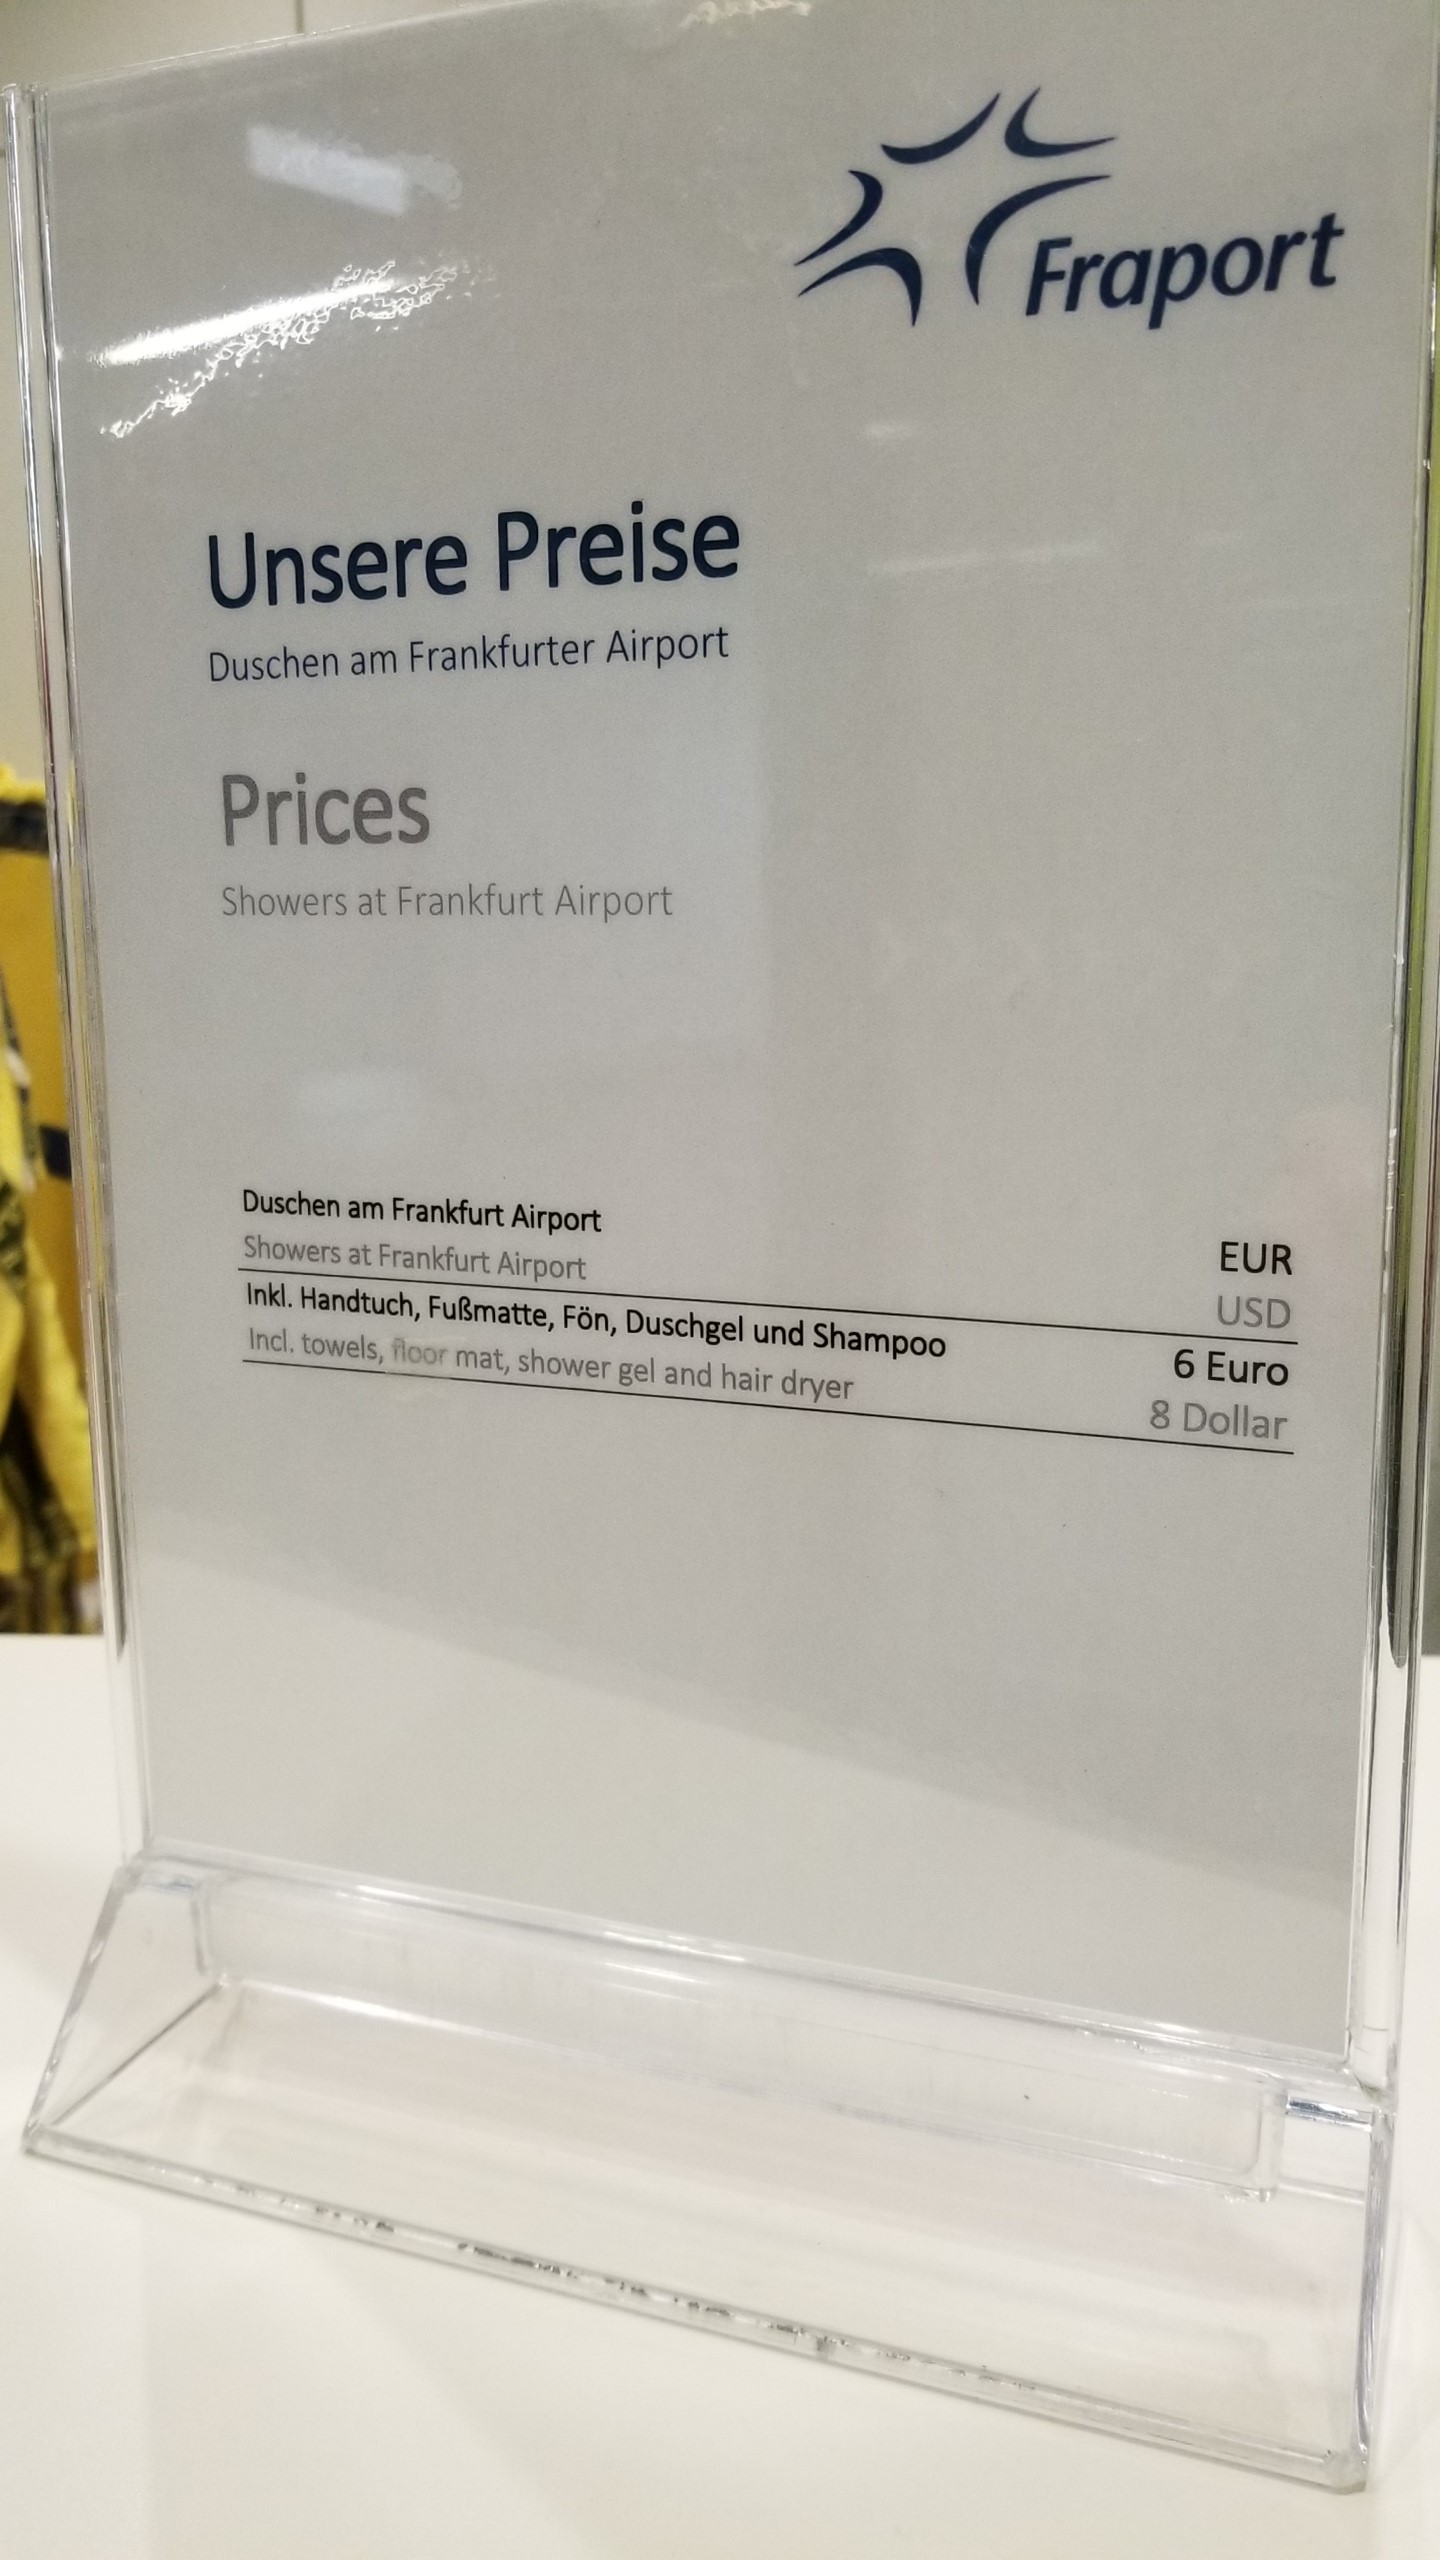 Fraport
Unsere Preise
Duschen am Frankfurter Airport
Prices
Showers at Frankfurt Airport
Duschen am Frankfurt Airport
Showers at Frankfurt Airport
EUR
USD
Inkl. Handtuch, Fußmatte, Fön, Duschgel und Shampoo
Incl. towels, floor mat, shower gel and hair dryer
6 Euro
8 Dollar